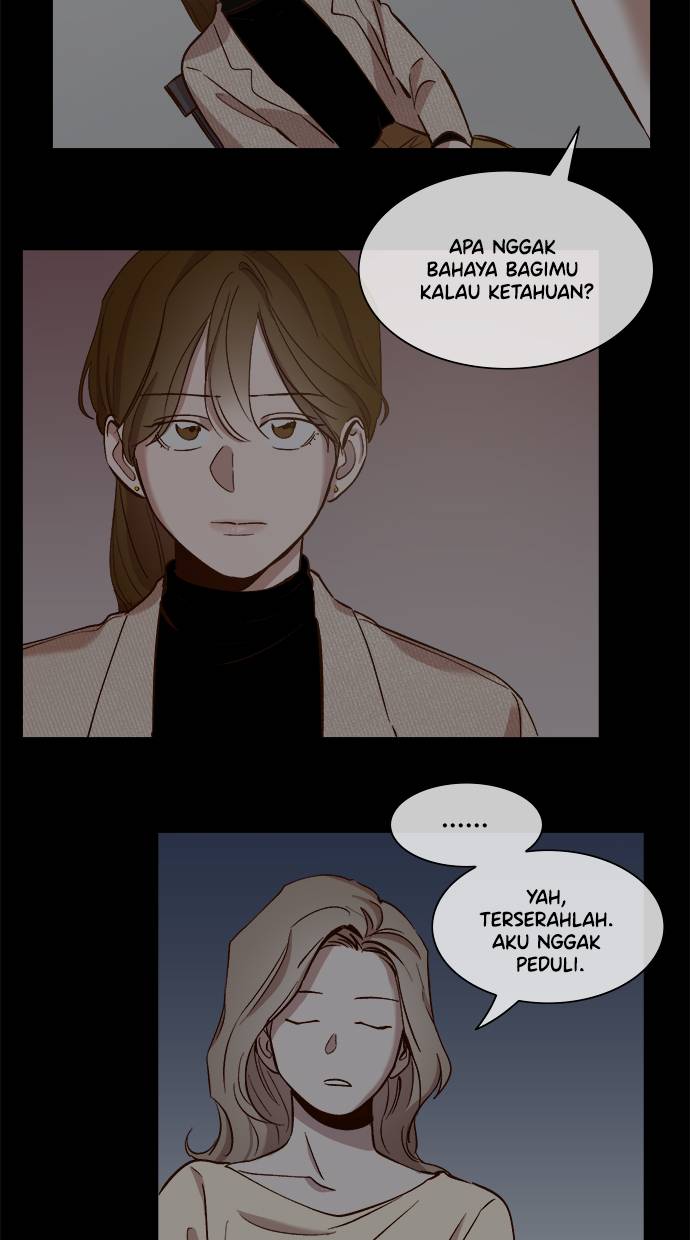 APA NGGAK
BAHAYA BAGIMU
KALAU KETAHUAN?
......
YAH,
TERSERAHLAH.
AKU NGGAK
PEDULI.